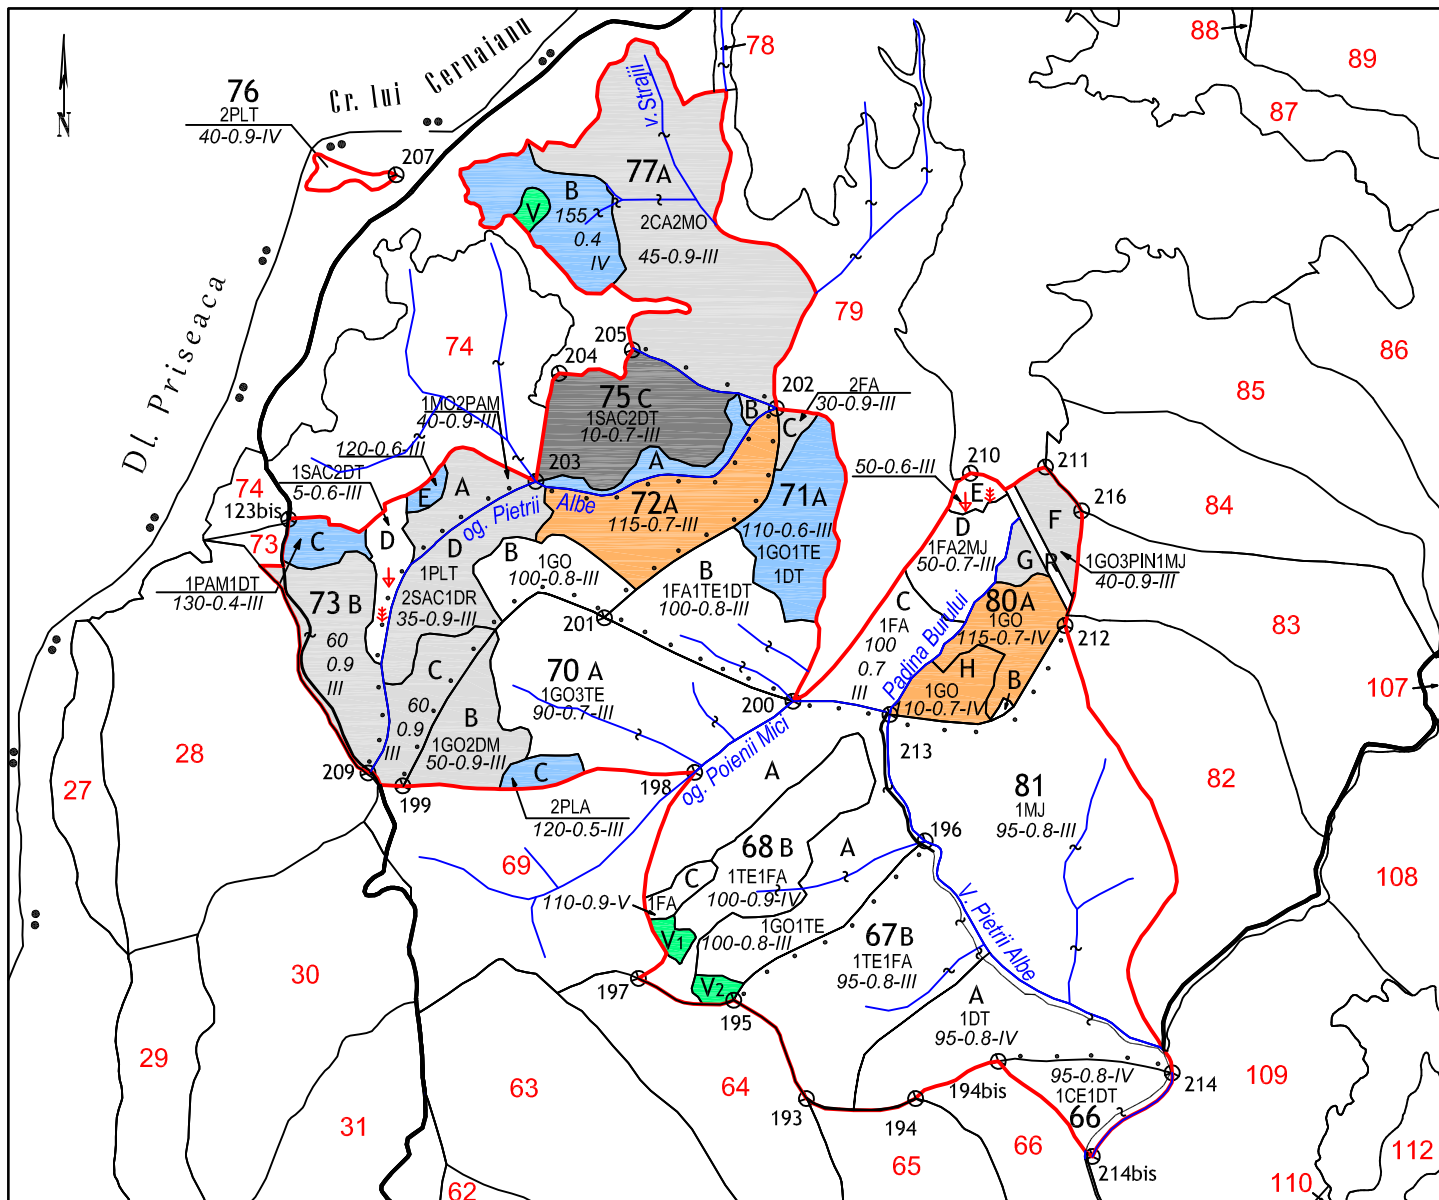 78
88
89
87
Cr. lui Cernaianu
76
2PLT
40-0.9-IV
N
207
v. Strajii
77A
B
155
0.4
IV
V
2CA2MO
45-0.9-III
79
86
85
Dl. Priseaca
74
205
204
202
2FA
30-0.9-III
75 C
1SAC2DT
10-0.7-III
B
C
1MO2PAM
40-0.9-III
120-0.6-III
1SAC2DT
5-0.6-III
E
A
203
A
og. Pietrii Albe
72A
115-0.7-III
71A
110-0.6-III
1GO1TE
1DT
50-0.6-III
210
211
216
84
E
D
1FA2MJ
50-0.7-III
F
G
R
1GO3PIN1MJ
40-0.9-III
74
123bis
73
C
D
1PAM1DT
130-0.4-III
D
1PLT
2SAC1DR
35-0.9-III
B
1GO
100-0.8-III
B
1FA1TE1DT
100-0.8-III
73 B
60
0.9
III
C
60
0.9
III
201
C
1FA
100
0.7
III
Padina Burului
80A
1GO
115-0.7-IV
H
1GO
110-0.7-IV
B
212
83
107
70 A
1GO3TE
90-0.7-III
B
1GO2DM
50-0.9-III
200
213
28
27
209
199
C
2PLA
120-0.5-III
198
og. Poienii Mici
A
81
1MJ
95-0.8-III
82
69
68 B
1TE1FA
100-0.9-IV
A
196
C
1FA
110-0.9-V
V1
1GO1TE
100-0.8-III
67B
1TE1FA
95-0.8-III
V. Pietrii Albe
108
30
197
V2
195
A
1DT
95-0.8-IV
29
63
64
193
194
194bis
95-0.8-IV
1CE1DT
66
214
109
31
62
65
66
214bis
110
112